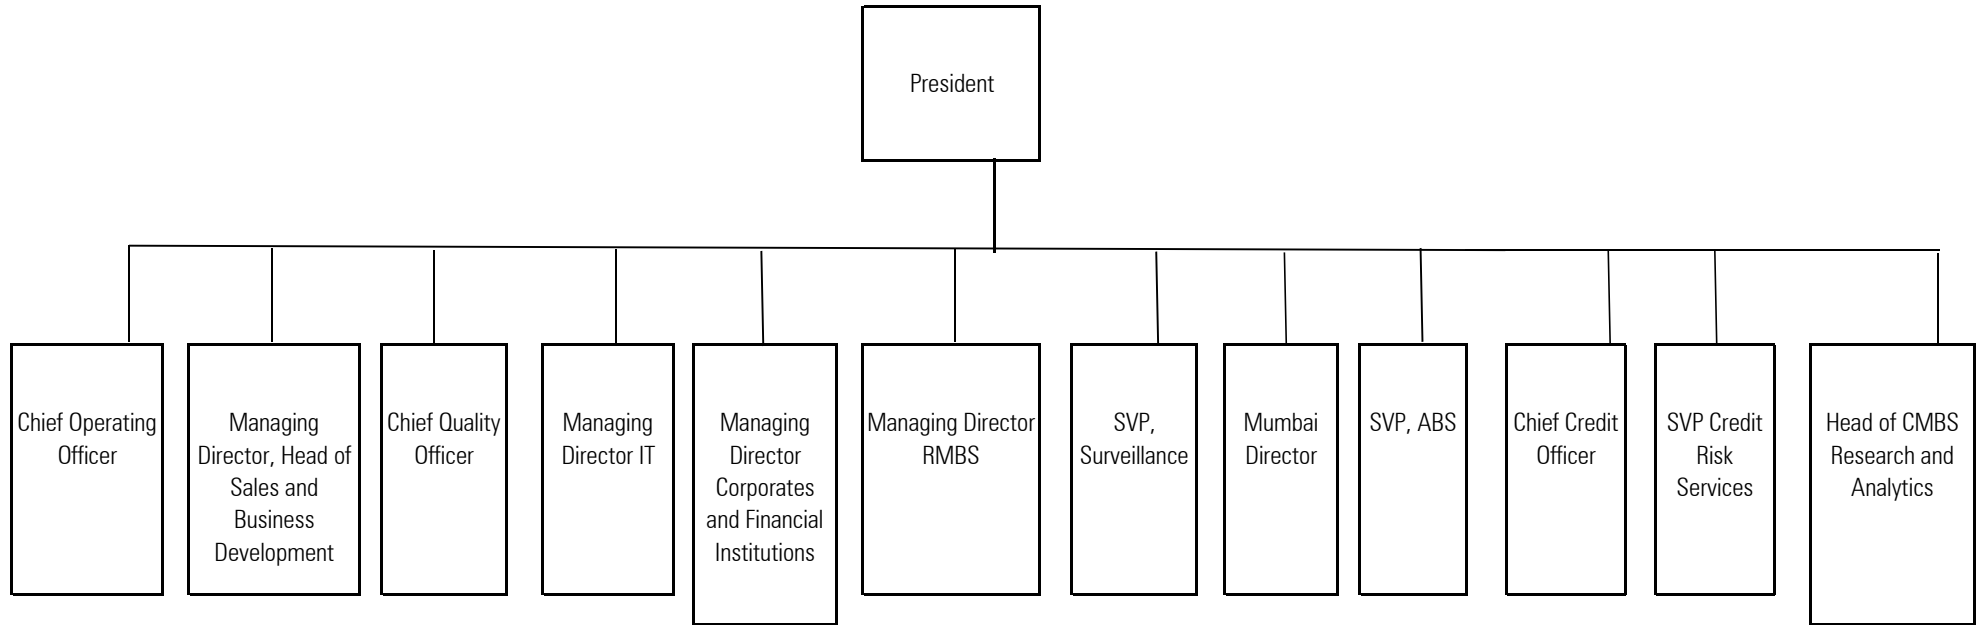 President
Chief Operating
Officer
Managing
Director, Head of
Sales and
Business
Development
Chief Quality
Officer
Managing
Director IT
Managing
Director
Corporates
and Financial
Institutions
Managing Director
RMBS
SVP,
Surveillance
Mumbai
Director
SVP, ABS
Chief Credit
Officer
SVP Credit
Risk
Services
Head of CMBS
Research and
Analytics